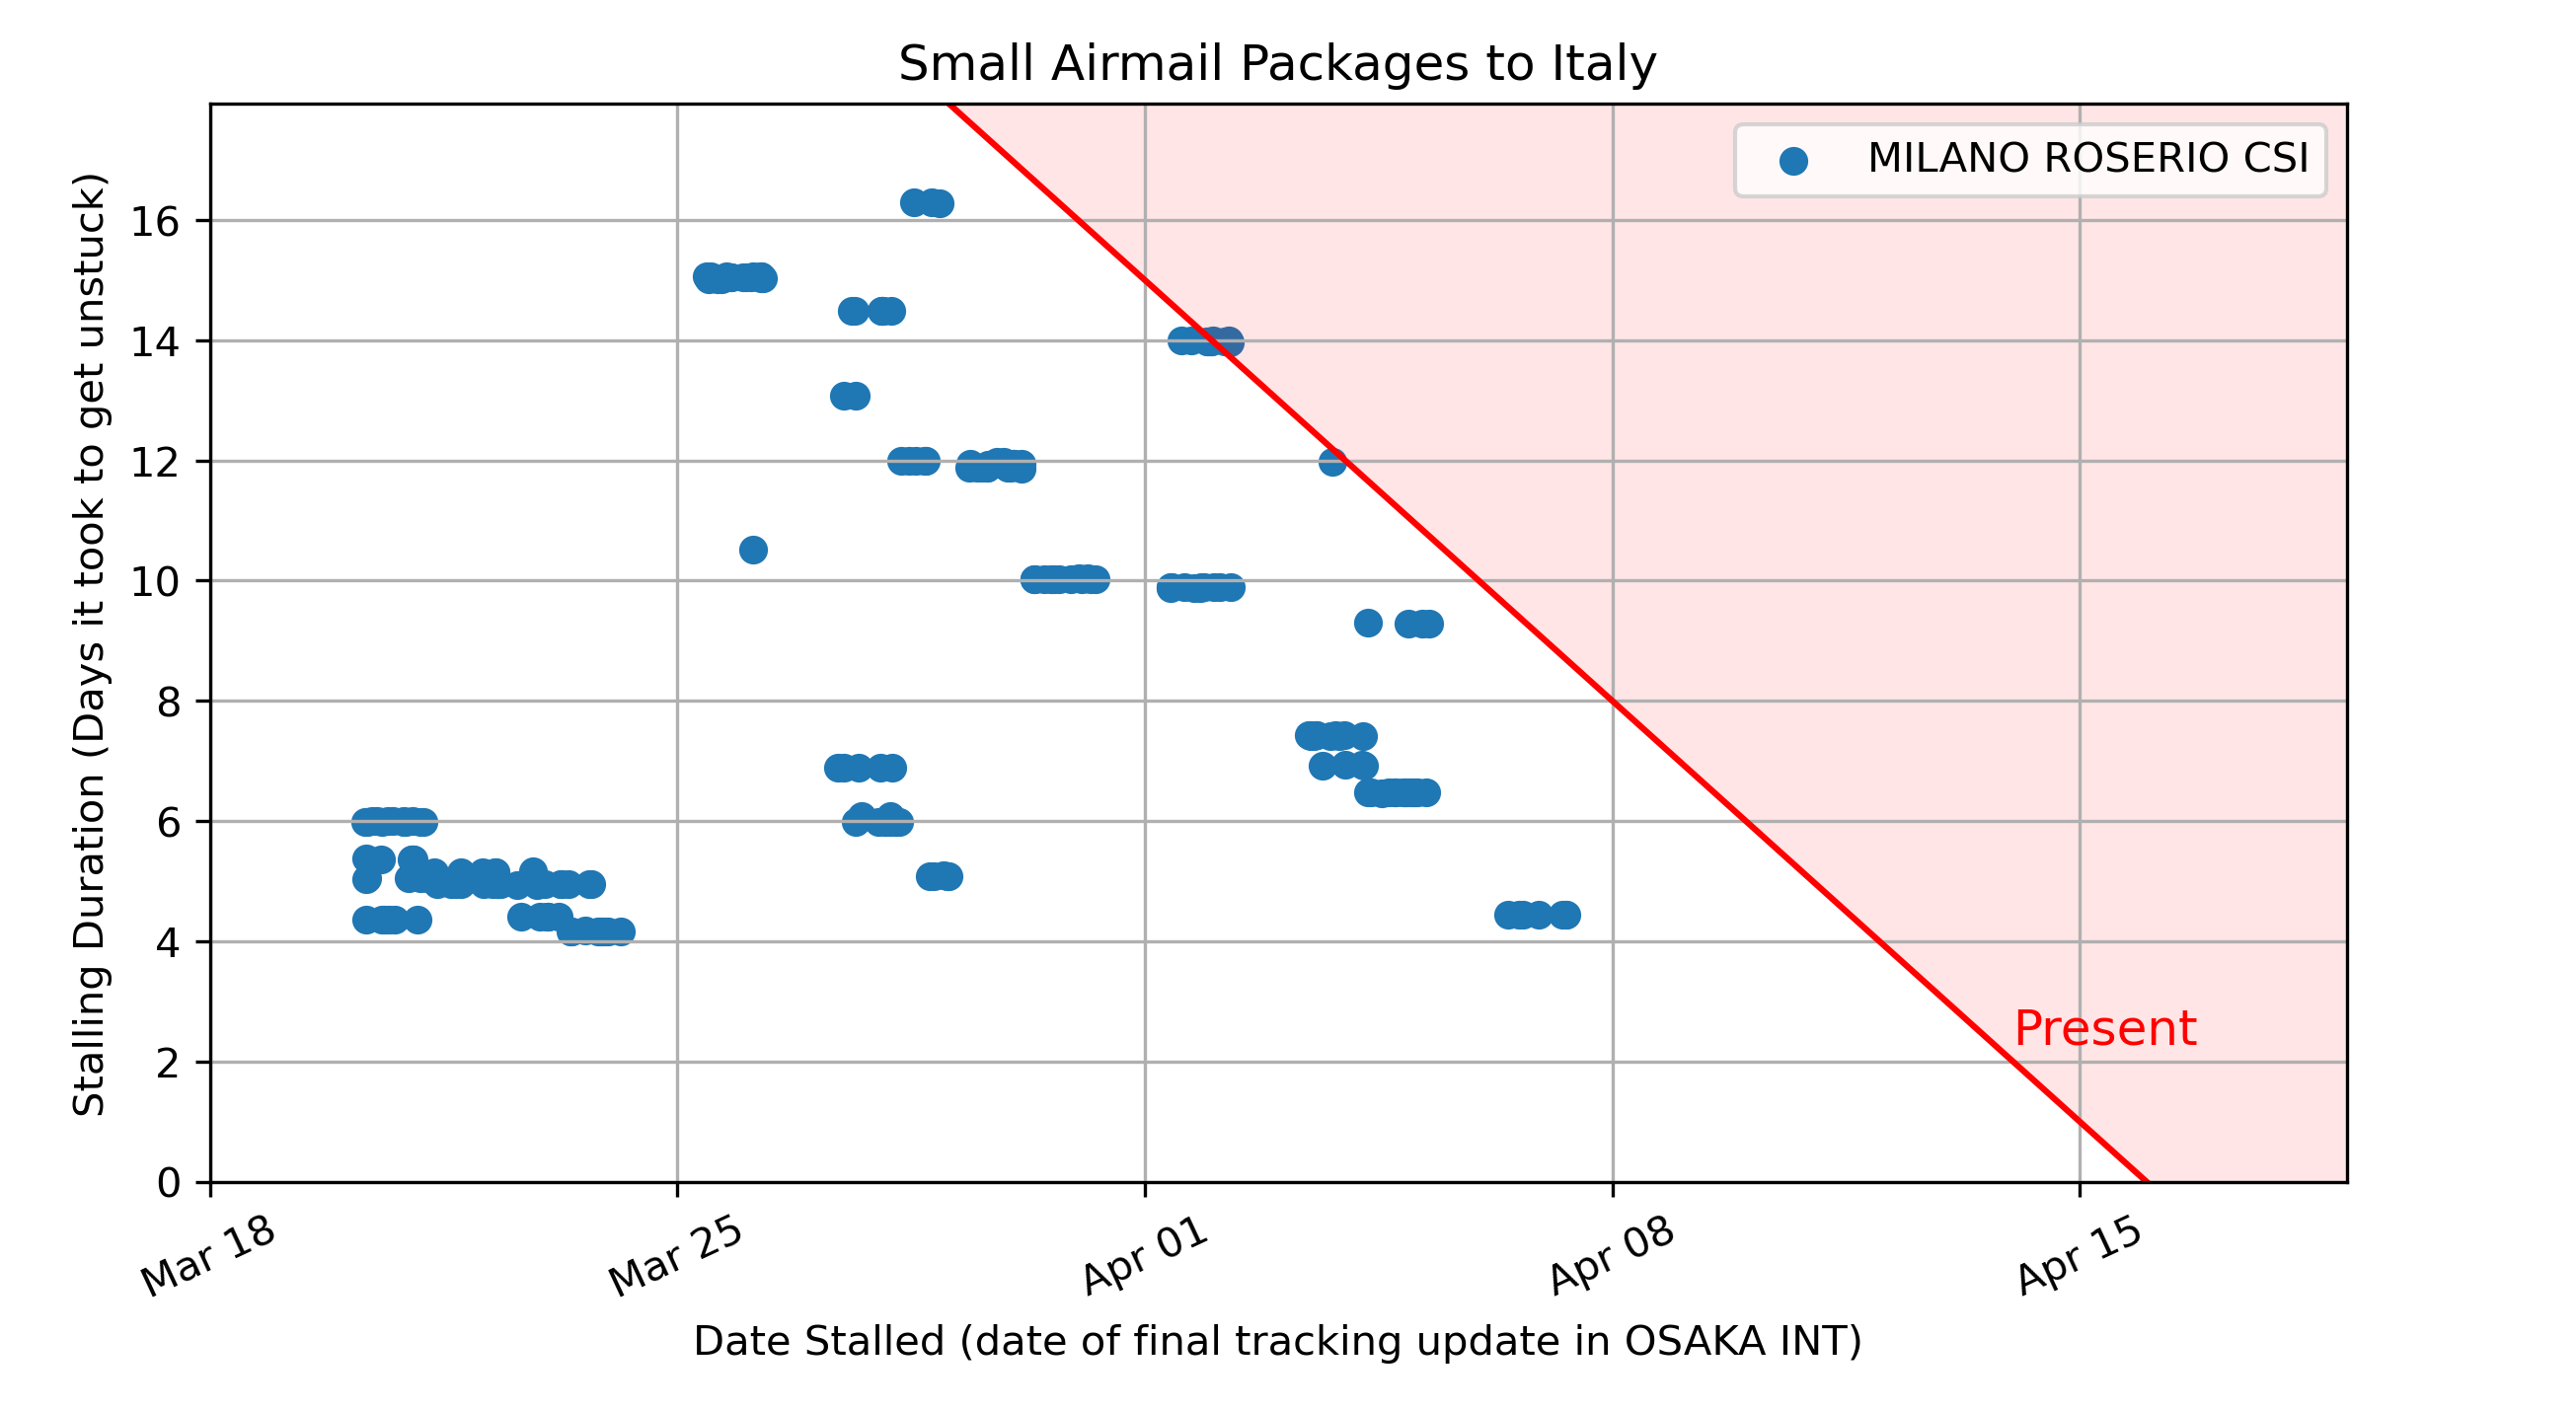 Small Airmail Packages to Italy
MILANO ROSERIO CSI
Stalling Duration (Days it took to get unstuck)
16
14
12
10
8
6
4
2
0
Present
Mar 18
Mar 25
Apr 01
Apr 08
Apr 15
Date Stalled (date of final tracking update in OSAKA INT)